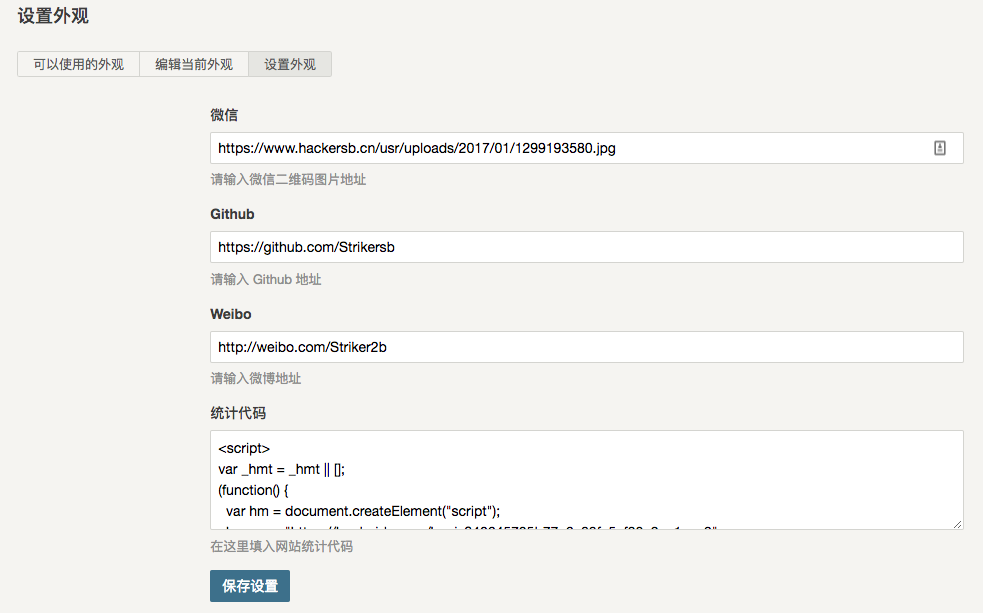 设置外观
可以使用的外观 编辑当前外观 设置外观
微信
https://www.hackersb.cn/usr/uploads/2017/01/1299193580.jpg
请输入微信二维码图片地址
Github
https://github.com/Strikersb
请输入 Github 地址
Weibo
http://weibo.com/Striker2b
请输入微博地址
统计代码
<script>
var _hmt = _hmt || [];
(function() {
var hm = document.createElement("script");
在这里填入网站统计代码
保存设置